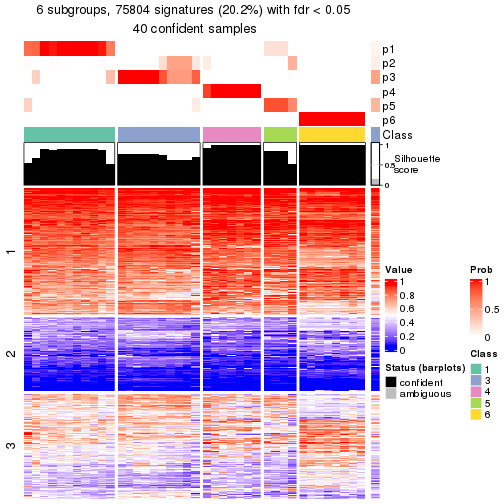 6 subgroups, 75804 signatures (20.2%) with fdr < 0.05
40 confident samples
p1
p2
p3
p4
p5
p6
Class
1
0.5
0
Silhouette
score
1
2
3
Value
1
0.8
0.6
0.4
0.2
0
Status (barplots)
confident
ambiguous
Prob
1
0.5
0
Class
1
3
4
5
6